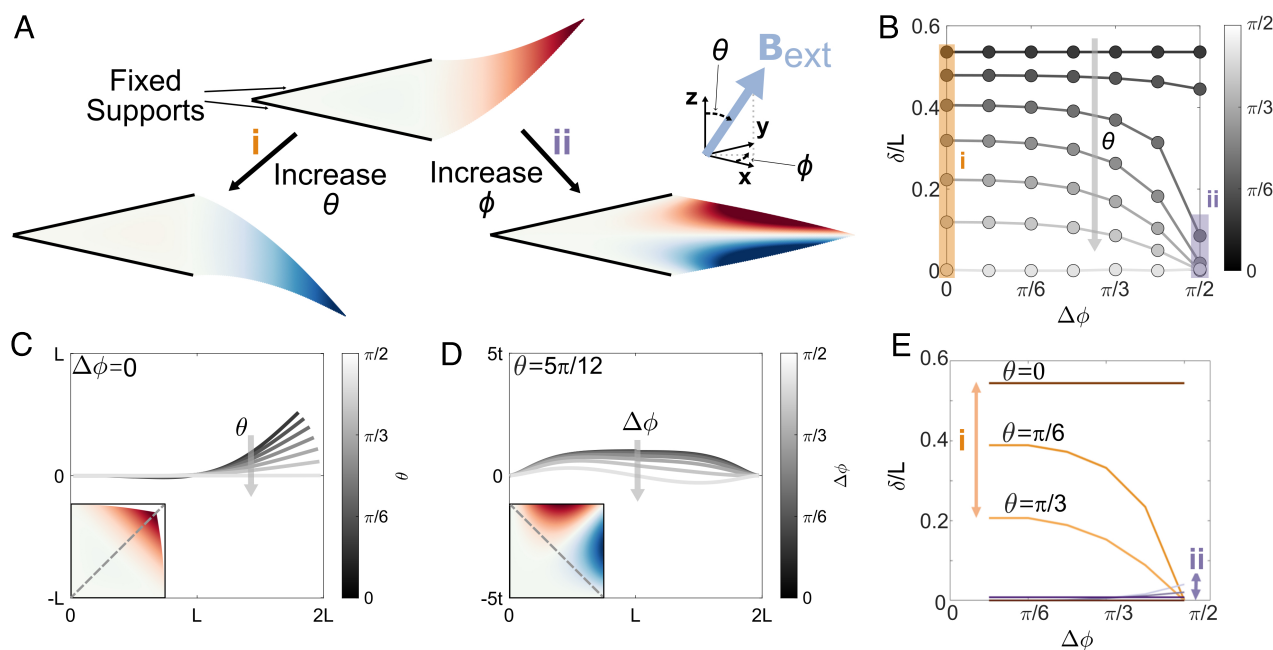 A
Fixed
Supports
i
Increase
θ
ii
Increase
ϕ
θ
B_ext
z
y
x
ϕ
B
0.6
0.4
0.2
0
δ/L
i
θ
ii
0
π/6
π/3
π/2
Δϕ
π/2
π/3
π/6
0
C
L
0
-L
Δϕ=0
θ
0
L
2L
π/2
π/3
π/6
0
θ
D
5t
0
-5t
θ=5π/12
Δϕ
0
L
2L
π/2
π/3
π/6
0
Δϕ
E
0.6
0.4
0.2
0
δ/L
θ=0
i
θ=π/6
θ=π/3
ii
0
π/6
π/3
π/2
Δϕ